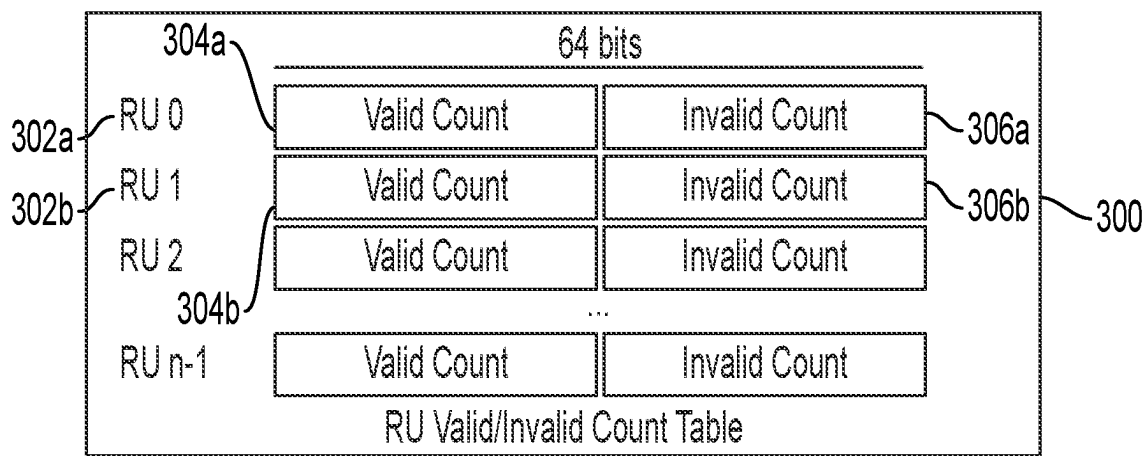 304a 64 bits
302a RU 0 Valid Count Invalid Count 306a
302b RU 1 Valid Count Invalid Count 306b 300
RU 2 Valid Count Invalid Count
304b ...
RU n-1 Valid Count Invalid Count
RU Valid/Invalid Count Table